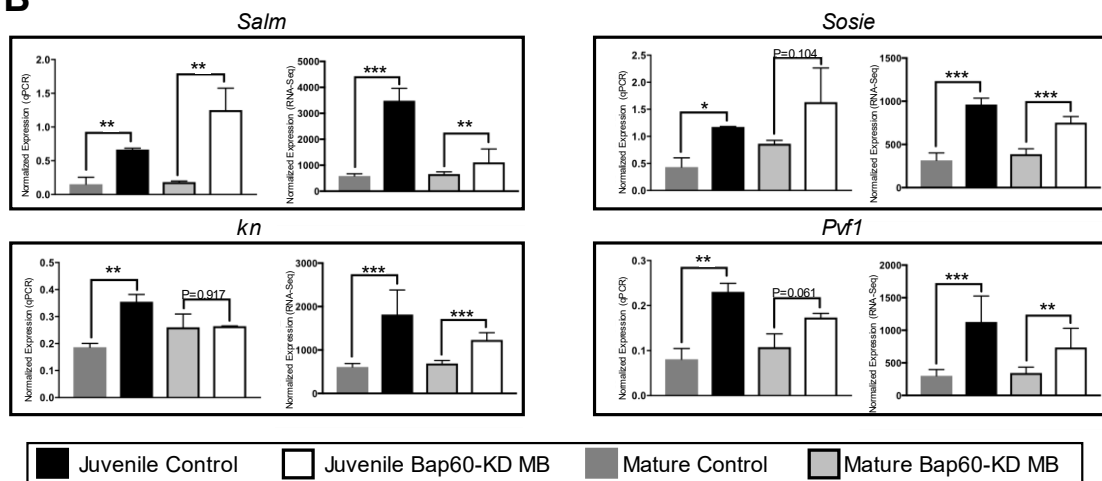 B
Salm
Normalized Expression (qPCR)
2.0
1.5
1.0
0.5
0.0
**
**
Normalized Expression (RNA-Seq)
5000
4000
3000
2000
1000
0
***
**
Sosie
Normalized Expression (qPCR)
2.5
2.0
1.5
1.0
0.5
0.0
*
P=0.104
Normalized Expression (RNA-Seq)
1500
1000
500
0
***
***
kn
Normalized Expression (qPCR)
0.5
0.4
0.3
0.2
0.1
0.0
**
P=0.917
Normalized Expression (RNA-Seq)
3000
2000
1000
0
***
***
Pvf1
Normalized Expression (qPCR)
0.3
0.2
0.1
0.0
**
P=0.061
Normalized Expression (RNA-Seq)
2000
1500
1000
500
0
***
**
Juvenile Control
Juvenile Bap60-KD MB
Mature Control
Mature Bap60-KD MB